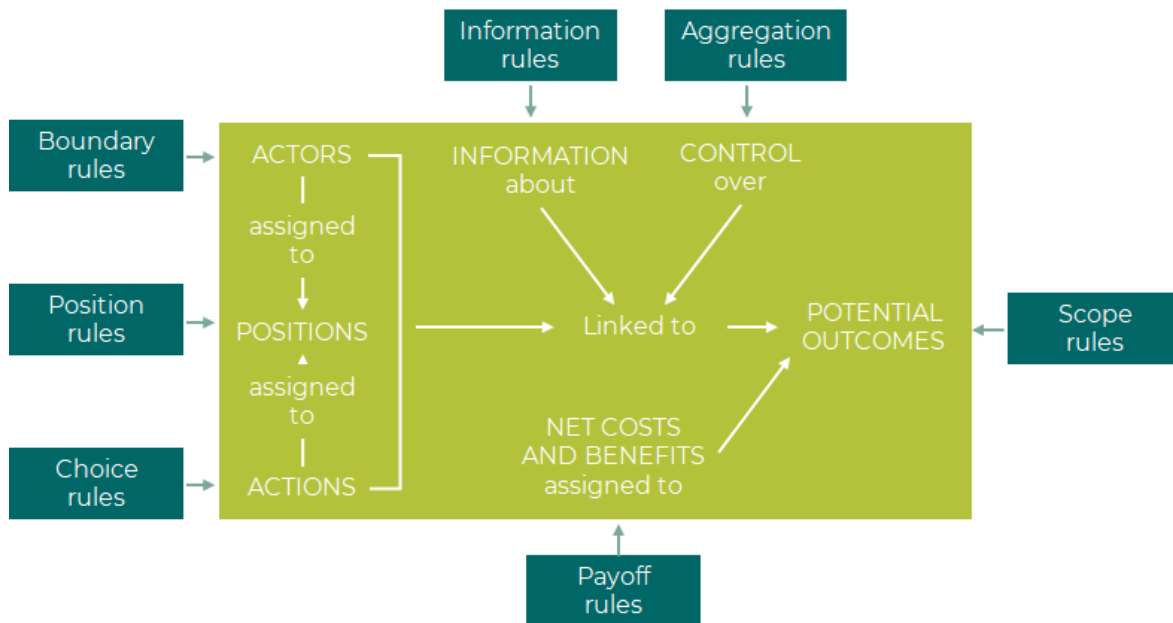 Information
rules
Aggregation
rules
Boundary
rules
ACTORS
INFORMATION
about
CONTROL
over
assigned
to
Position
rules
POSITIONS
Linked to
POTENTIAL
OUTCOMES
Scope
rules
assigned
to
NET COSTS
AND BENEFITS
assigned to
Choice
rules
ACTIONS
Payoff
rules